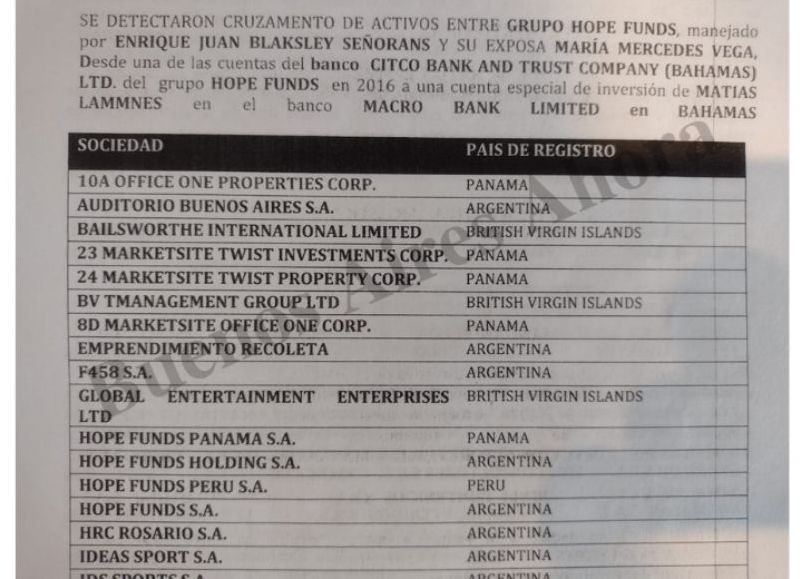 SE DETECTARON CRUZAMENTO DE ACTIVOS ENTRE GRUPO HOPE FUNDS, manejado
por ENRIQUE JUAN BLAKSLEY SEÑORANS Y SU EXPOSA MARÍA MERCEDES VEGA,
Desde una de las cuentas del banco CITCO BANK AND TRUST COMPANY (BAHAMAS)
LTD. del grupo HOPE FUNDS en 2016 a una cuenta especial de inversión de MATIAS
LAMMNES en el banco MACRO BANK LIMITED en BAHAMAS
SOCIEDAD PAIS DE REGISTRO
10A OFFICE ONE PROPERTIES CORP. PANAMA
AUDITORIO BUENOS AIRES S.A. ARGENTINA
BAILSWORTHE INTERNATIONAL LIMITED BRITISH VIRGIN ISLANDS
23 MARKETSITE TWIST INVESTMENTS CORP. PANAMA
24 MARKETSITE TWIST PROPERTY CORP. PANAMA
BV TMANAGEMENT GROUP LTD BRITISH VIRGIN ISLANDS
8D MARKETSITE OFFICE ONE CORP. PANAMA
EMPRENDIMIENTO RECOLETA ARGENTINA
F458 S.A. ARGENTINA
GLOBAL ENTERTAINMENT ENTERPRISES BRITISH VIRGIN ISLANDS
LTD
HOPE FUNDS PANAMA S.A. PANAMA
HOPE FUNDS HOLDING S.A. ARGENTINA
HOPE FUNDS PERU S.A. PERU
HOPE FUNDS S.A. ARGENTINA
HRC ROSARIO S.A. ARGENTINA
IDEAS SPORT S.A. ARGENTINA
IDS SPORTS S.A. ARGENTINA
Buenos Aires Ahora